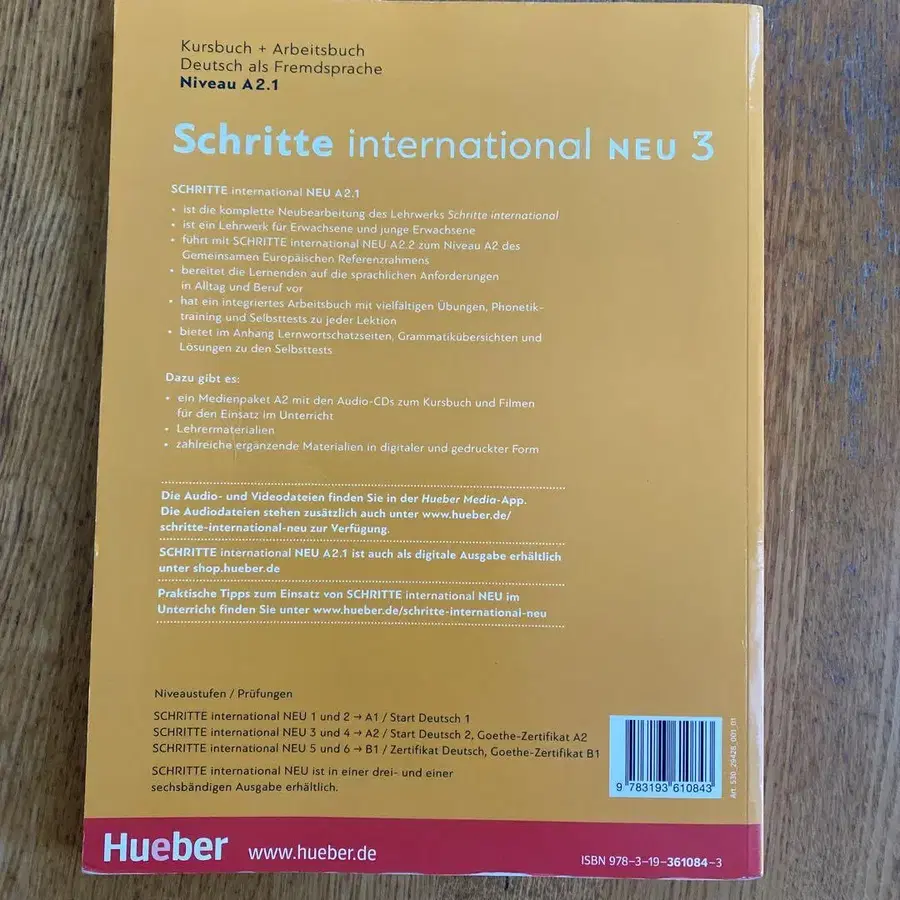 Kursbuch + Arbeitsbuch
Deutsch als Fremdsprache
Niveau A2.1
Schritte international NEU 3
SCHRITTE international NEU A2.1
• ist die komplette Neubearbeitung des Lehrwerks Schritte international
• ist ein Lehrwerk für Erwachsene und junge Erwachsene
• führt mit SCHRITTE international NEU A2.2 zum Niveau A2 des
Gemeinsamen Europäischen Referenzrahmens
• bereitet die Lernenden auf die sprachlichen Anforderungen
in Alltag und Beruf vor
• hat ein integriertes Arbeitsbuch mit vielfältigen Übungen, Phonetik-
training und Selbsttests zu jeder Lektion
• bietet im Anhang Lernwortschatzseiten, Grammatikübersichten und
Lösungen zu den Selbsttests
Dazu gibt es:
• ein Medienpaket A2 mit den Audio-CDs zum Kursbuch und Filmen
für den Einsatz im Unterricht
• Lehrermaterialien
• zahlreiche ergänzende Materialien in digitaler und gedruckter Form
Die Audio- und Videodateien finden Sie in der Hueber Media-App.
Die Audiodateien stehen zusätzlich auch unter www.hueber.de/
schritte-international-neu zur Verfügung.
SCHRITTE international NEU A2.1 ist auch als digitale Ausgabe erhältlich
unter shop.hueber.de
Praktische Tipps zum Einsatz von SCHRITTE international NEU im
Unterricht finden Sie unter www.hueber.de/schritte-international-neu
Niveaustufen / Prüfungen
SCHRITTE international NEU 1 und 2 → A1 / Start Deutsch 1
SCHRITTE international NEU 3 und 4 → A2 / Start Deutsch 2, Goethe-Zertifikat A2
SCHRITTE international NEU 5 und 6 → B1 / Zertifikat Deutsch, Goethe-Zertifikat B1
SCHRITTE international NEU ist in einer drei- und einer
sechsbändigen Ausgabe erhältlich.
9 783193 610843
Art. 530_29428_001_01
Hueber www.hueber.de
ISBN 978-3-19-361084-3